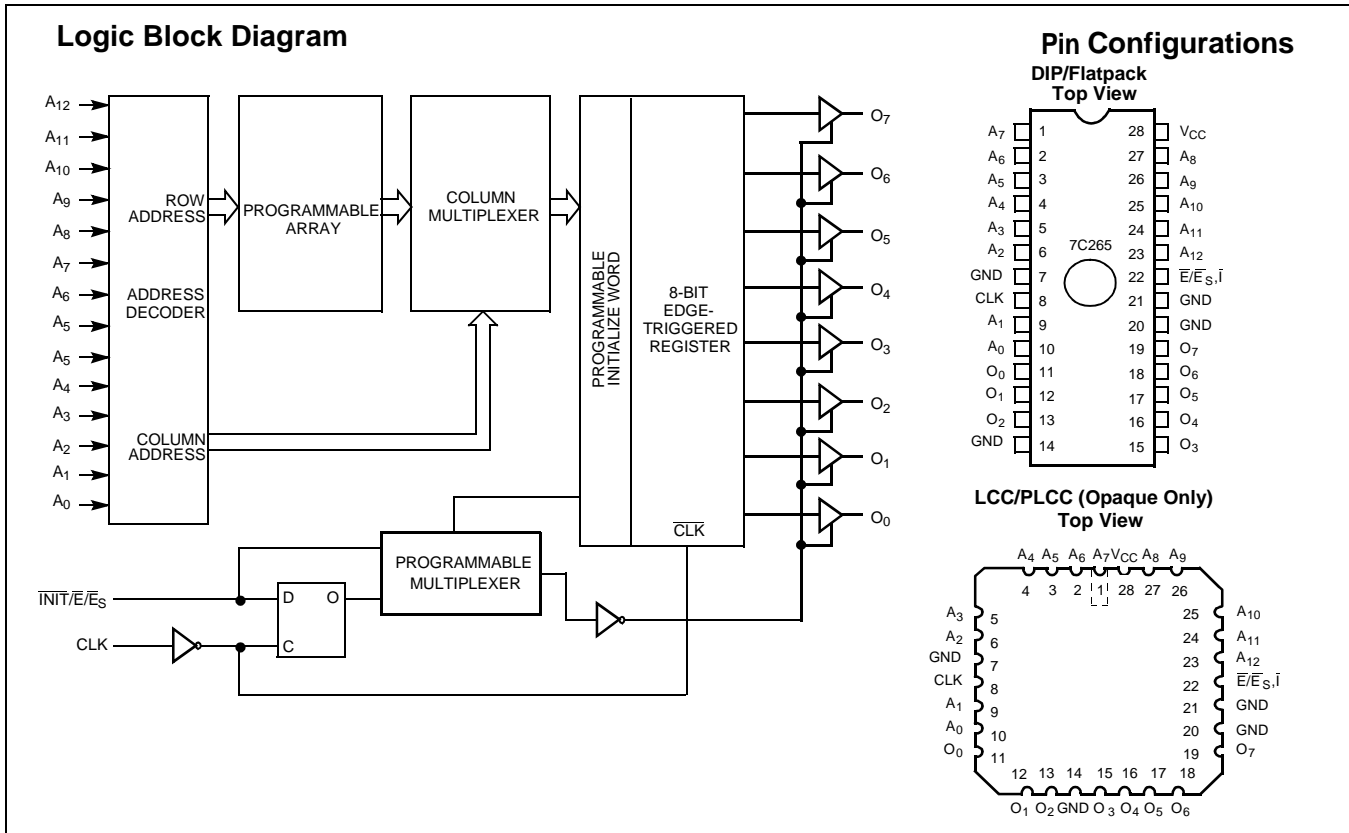 Logic Block Diagram
A12
A11
A10
A9
A8
A7
A6
A5
A5
A4
A3
A2
A1
A0
ROW
ADDRESS
ADDRESS
DECODER
COLUMN
ADDRESS
PROGRAMMABLE
ARRAY
COLUMN
MULTIPLEXER
PROGRAMMABLE
INITIALIZE WORD
8-BIT
EDGE-
TRIGGERED
REGISTER
CLK
O7
O6
O5
O4
O3
O2
O1
O0
PROGRAMMABLE
MULTIPLEXER
INIT/E/ES
CLK
D O
C
Pin Configurations
DIP/Flatpack
Top View
A7 1 28 VCC
A6 2 27 A8
A5 3 26 A9
A4 4 25 A10
A3 5 24 A11
A2 6 7C265 23 A12
GND 7 22 E/ES,I
CLK 8 21 GND
A1 9 20 GND
A0 10 19 O7
O0 11 18 O6
O1 12 17 O5
O2 13 16 O4
GND 14 15 O3
LCC/PLCC (Opaque Only)
Top View
A4 A5 A6 A7 VCC A8 A9
4 3 2 1 28 27 26
A3 5 25 A10
A2 6 24 A11
GND 7 23 A12
CLK 8 22 E/ES,I
A1 9 21 GND
A0 10 20 GND
O0 11 19 O7
12 13 14 15 16 17 18
O1 O2 GND O3 O4 O5 O6